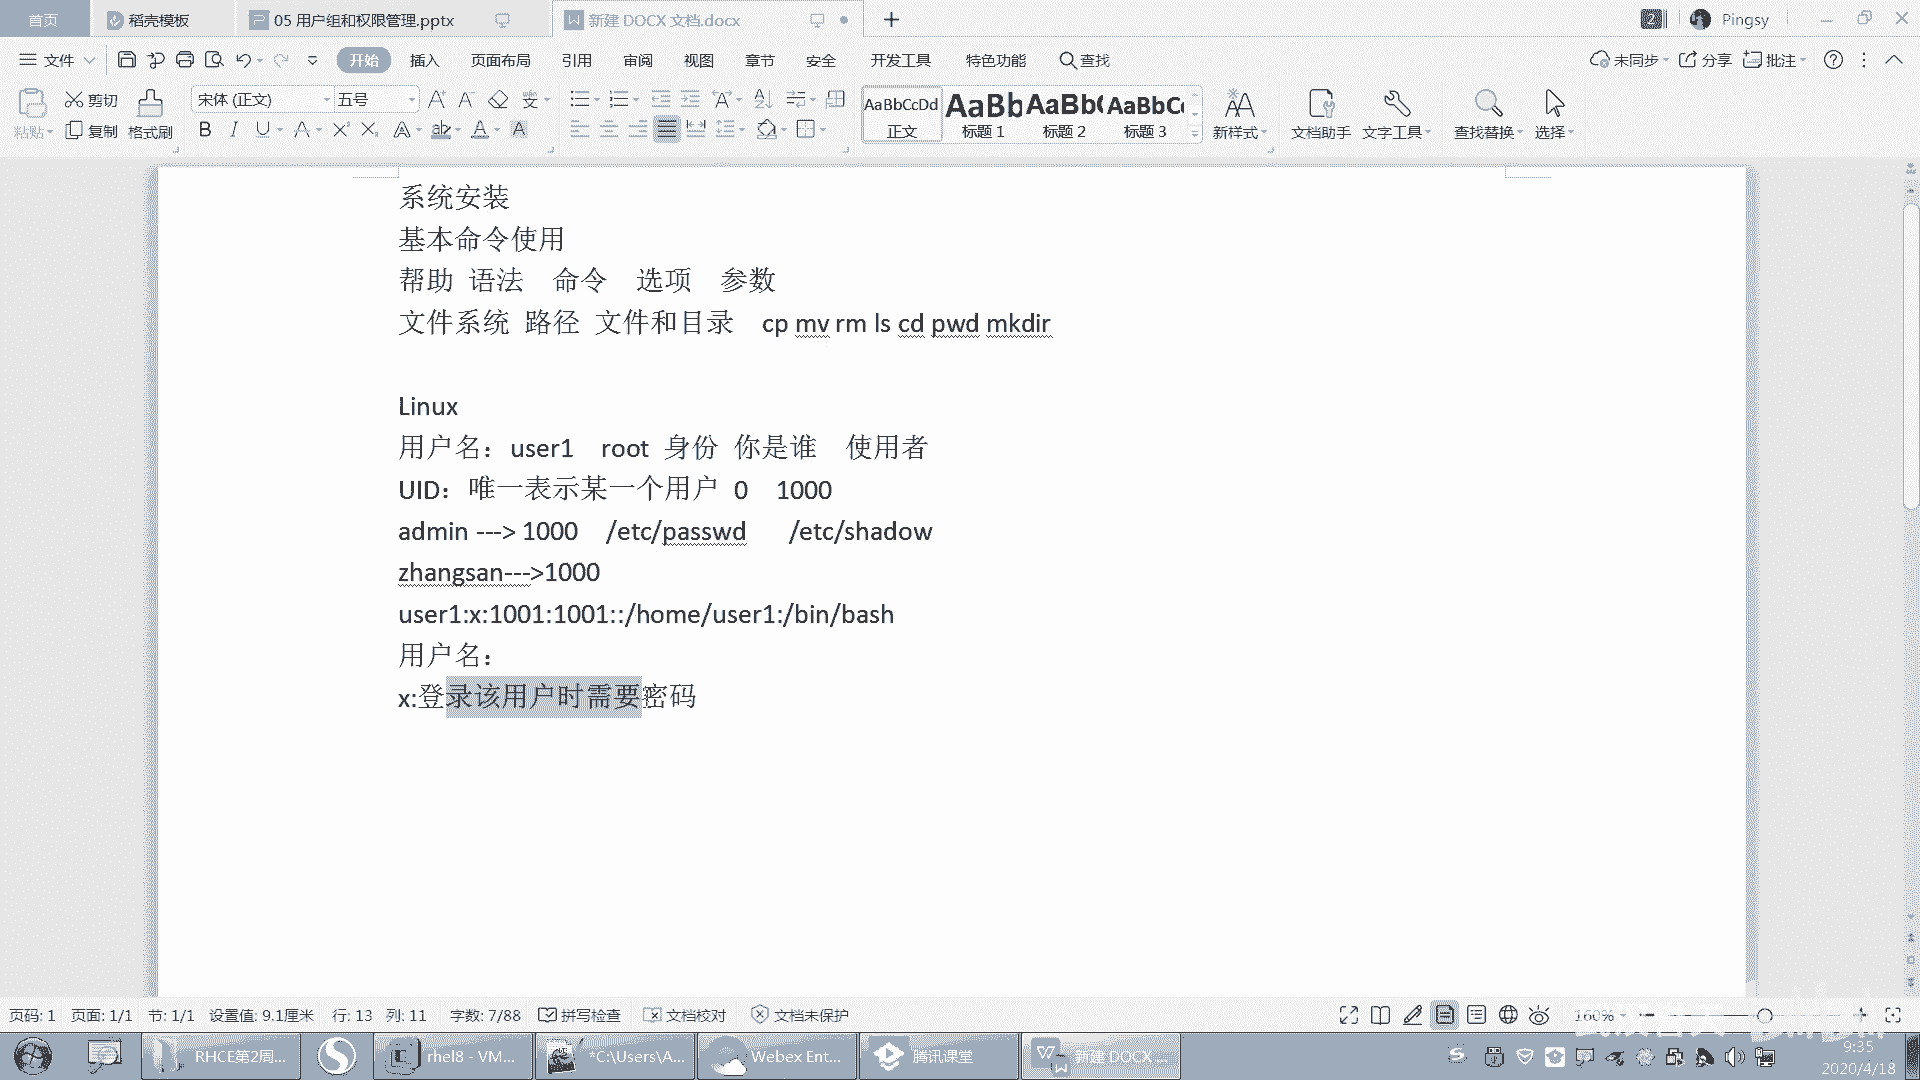 首页 稻壳模板 05 用户组和权限管理.pptx 新建 DOCX 文档.docx + 2 Pingsy
文件 开始 插入 页面布局 引用 审阅 视图 章节 安全 开发工具 特色功能 查找 未同步 分享 批注
粘贴 剪切 复制 格式刷 宋体 (正文) 五号 AaBbCcDd 正文 AaBb 标题 1 AaBb( 标题 2 AaBbC 标题 3 新样式 文档助手 文字工具 查找替换 选择
系统安装
基本命令使用
帮助 语法 命令 选项 参数
文件系统 路径 文件和目录 cp mv rm ls cd pwd mkdir
Linux
用户名：user1 root 身份 你是谁 使用者
UID：唯一表示某一个用户 0 1000
admin ---> 1000 /etc/passwd /etc/shadow
zhangsan--->1000
user1:x:1001:1001::/home/user1:/bin/bash
用户名：
x:登录该用户时需要密码
页码: 1 页面: 1/1 节: 1/1 设置值: 9.1厘米 行: 13 列: 11 字数: 7/88 拼写检查 文档校对 文档未保护 160%
RHCE第2周... rhel8 - VM... *C:\Users\A... Webex Ent... 腾讯课堂 新建 DOCX ... 9:35
2020/4/18